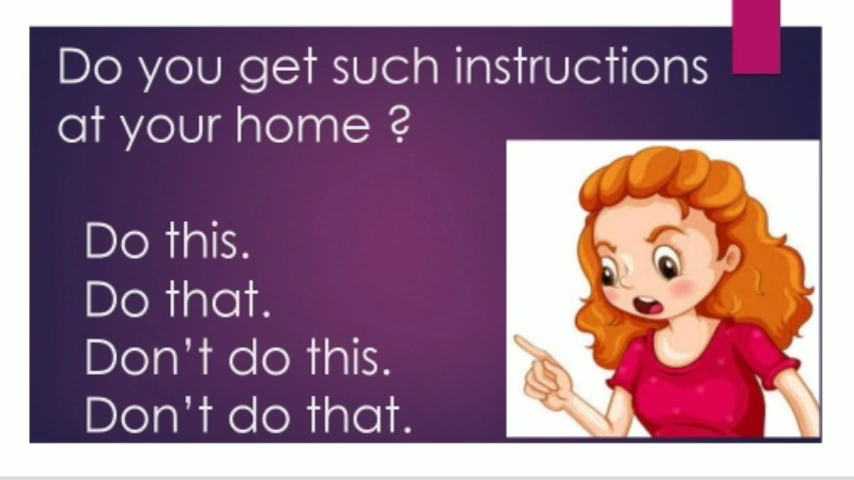 Do you get such instructions
at your home ?
Do this.
Do that.
Don't do this.
Don't do that.